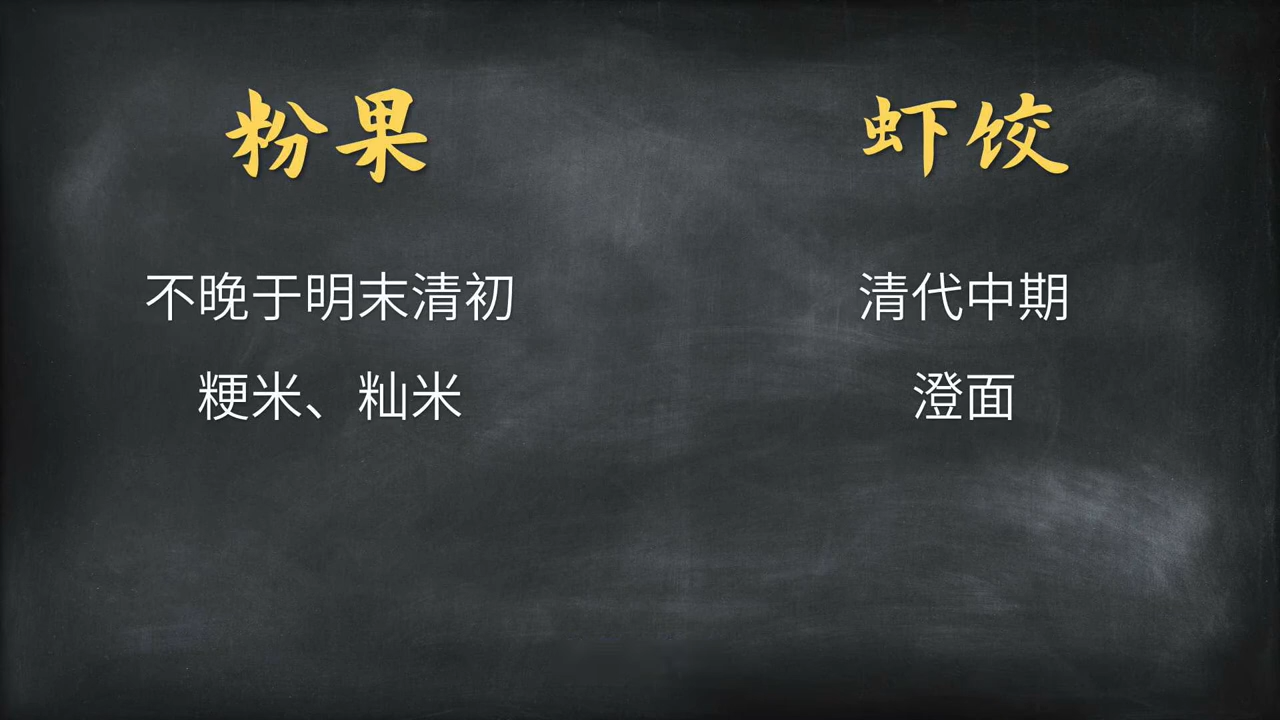 粉果
虾饺
不晚于明末清初
清代中期
粳米、籼米
澄面